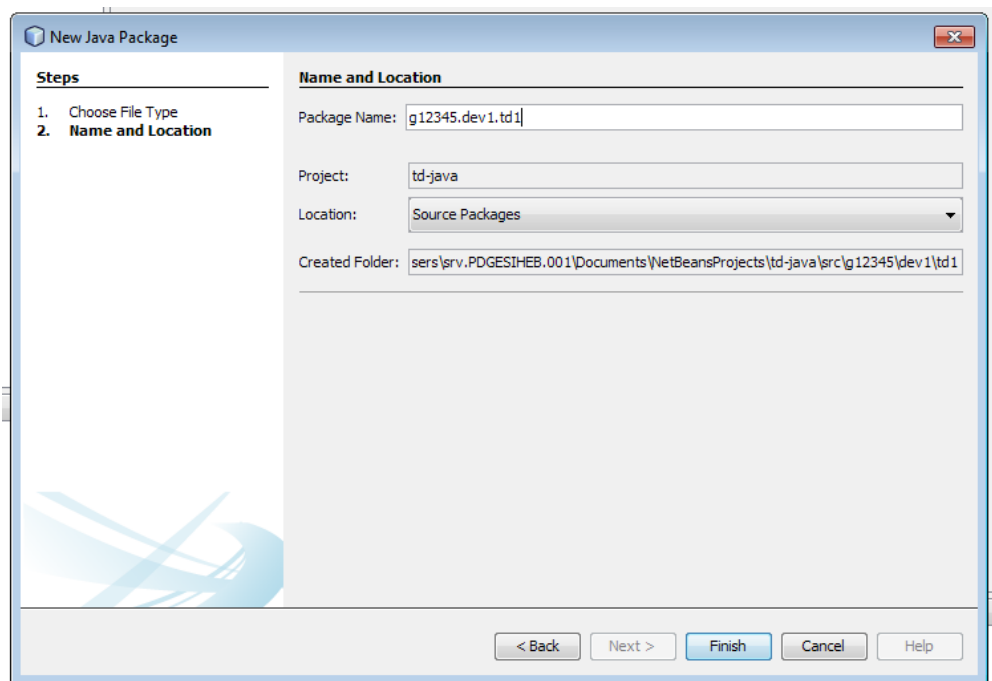 New Java Package
Steps
1. Choose File Type
2. Name and Location
Name and Location
Package Name: g12345.dev1.td1
Project: td-java
Location: Source Packages
Created Folder: sers\srv.PDGESIHEB.001\Documents\NetBeansProjects\td-java\src\g12345\dev1\td1
< Back Next > Finish Cancel Help